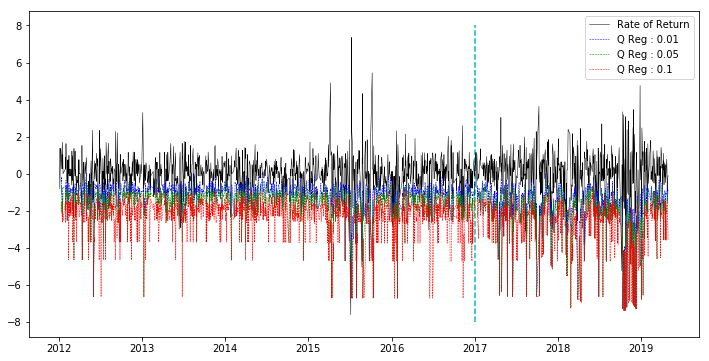 Rate of Return
Q Reg : 0.01
Q Reg : 0.05
Q Reg : 0.1
8
6
4
2
0
−2
−4
−6
−8
2012 2013 2014 2015 2016 2017 2018 2019